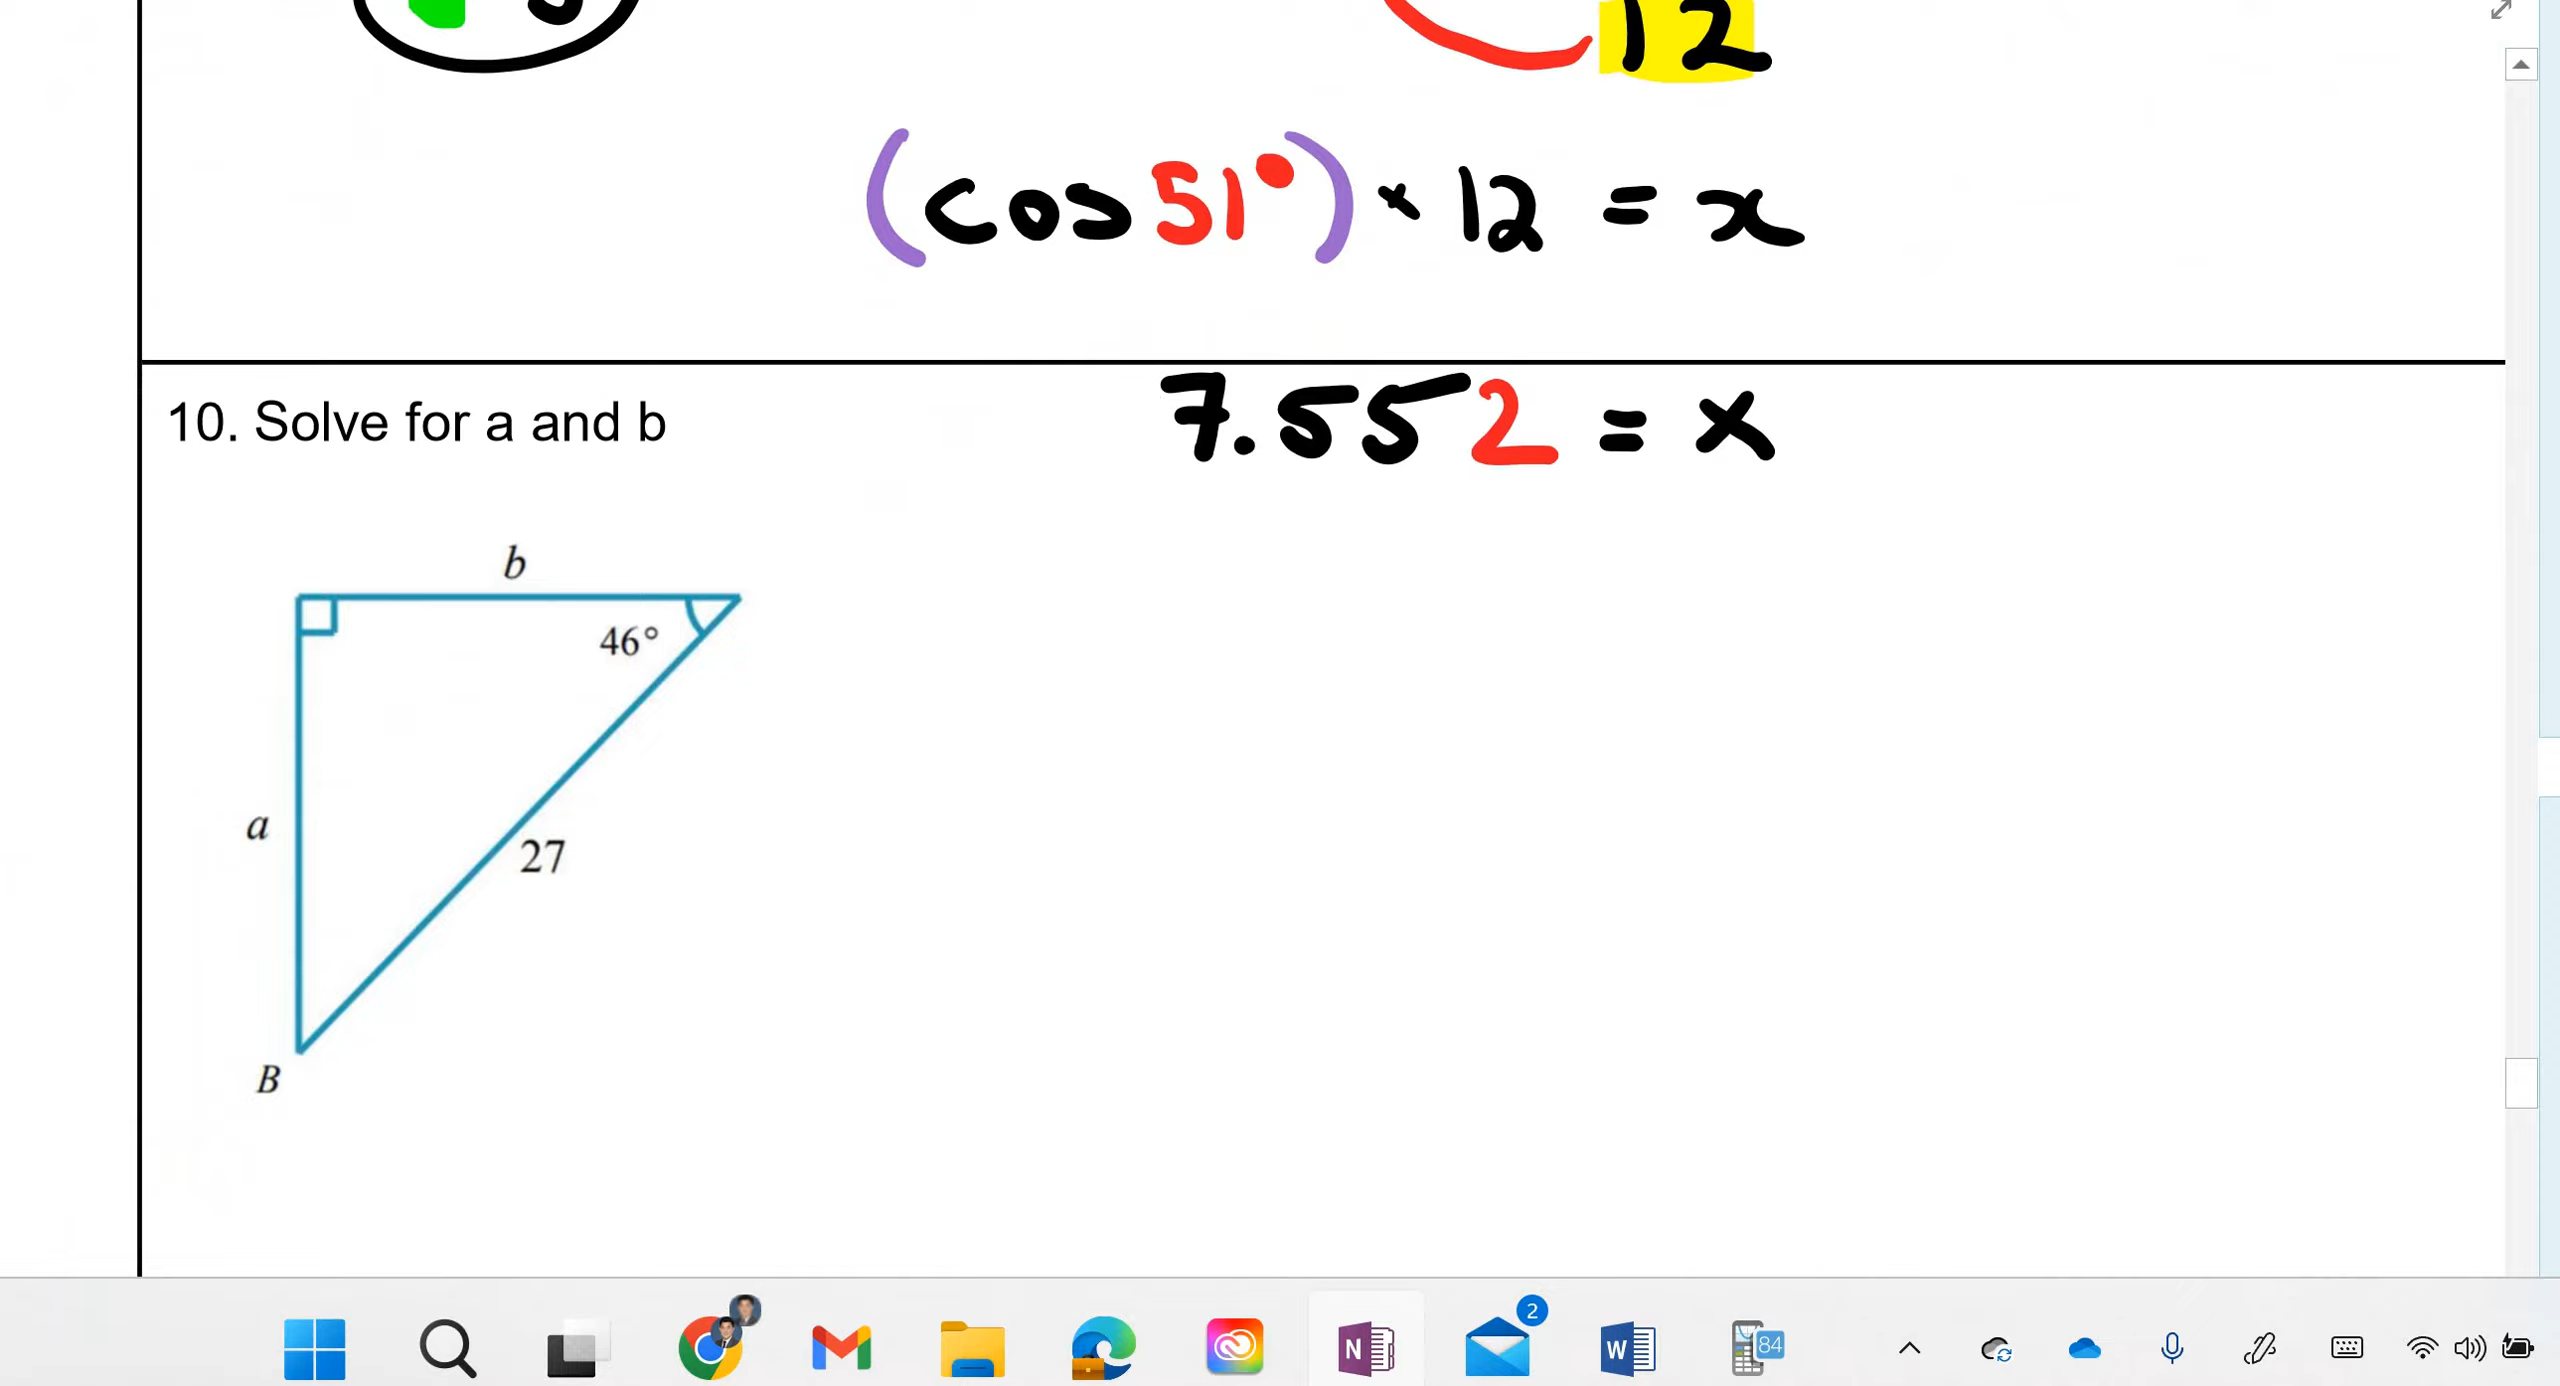 12
(cos 51°) × 12 = x
10. Solve for a and b
7.552 = x
b
46°
a
27
B
2
N
W
84